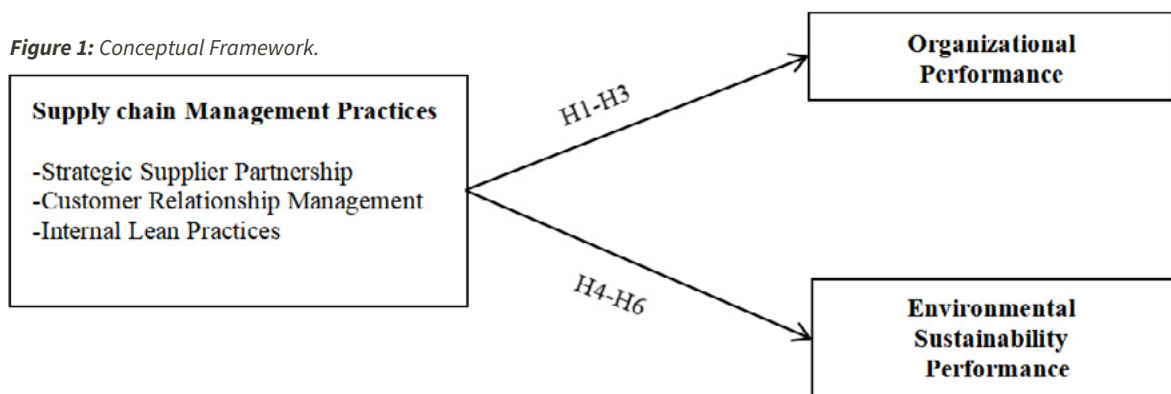 Figure 1: Conceptual Framework.
Supply chain Management Practices
-Strategic Supplier Partnership
-Customer Relationship Management
-Internal Lean Practices
H1-H3
H4-H6
Organizational
Performance
Environmental
Sustainability
Performance